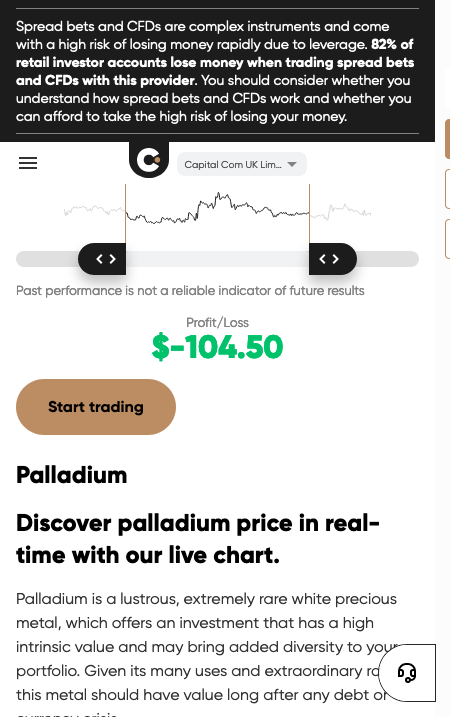 Spread bets and CFDs are complex instruments and come
with a high risk of losing money rapidly due to leverage. 82% of
retail investor accounts lose money when trading spread bets
and CFDs with this provider. You should consider whether you
understand how spread bets and CFDs work and whether you
can afford to take the high risk of losing your money.
Capital Com UK Lim...
Past performance is not a reliable indicator of future results
Profit/Loss
$-104.50
Start trading
Palladium
Discover palladium price in real-
time with our live chart.
Palladium is a lustrous, extremely rare white precious
metal, which offers an investment that has a high
intrinsic value and may bring added diversity to your
portfolio. Given its many uses and extraordinary
this metal should have value long after any debt or